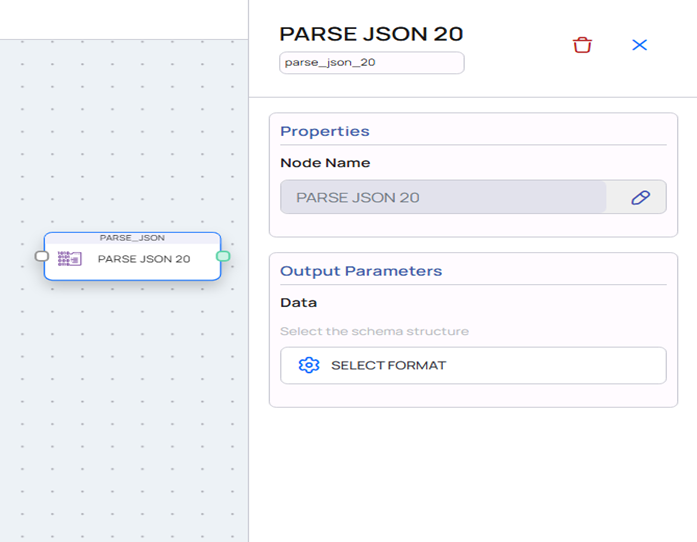 PARSE JSON 20
parse_json_20
Properties
Node Name
PARSE JSON 20
PARSE_JSON
PARSE JSON 20
Output Parameters
Data
Select the schema structure
SELECT FORMAT